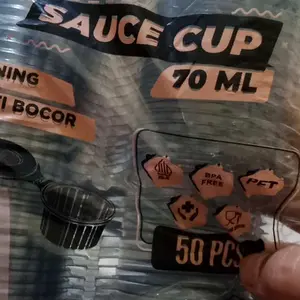 SAUCE CUP
70 ML
NING
I BOCOR
BPA
FREE
PET
50 PCS